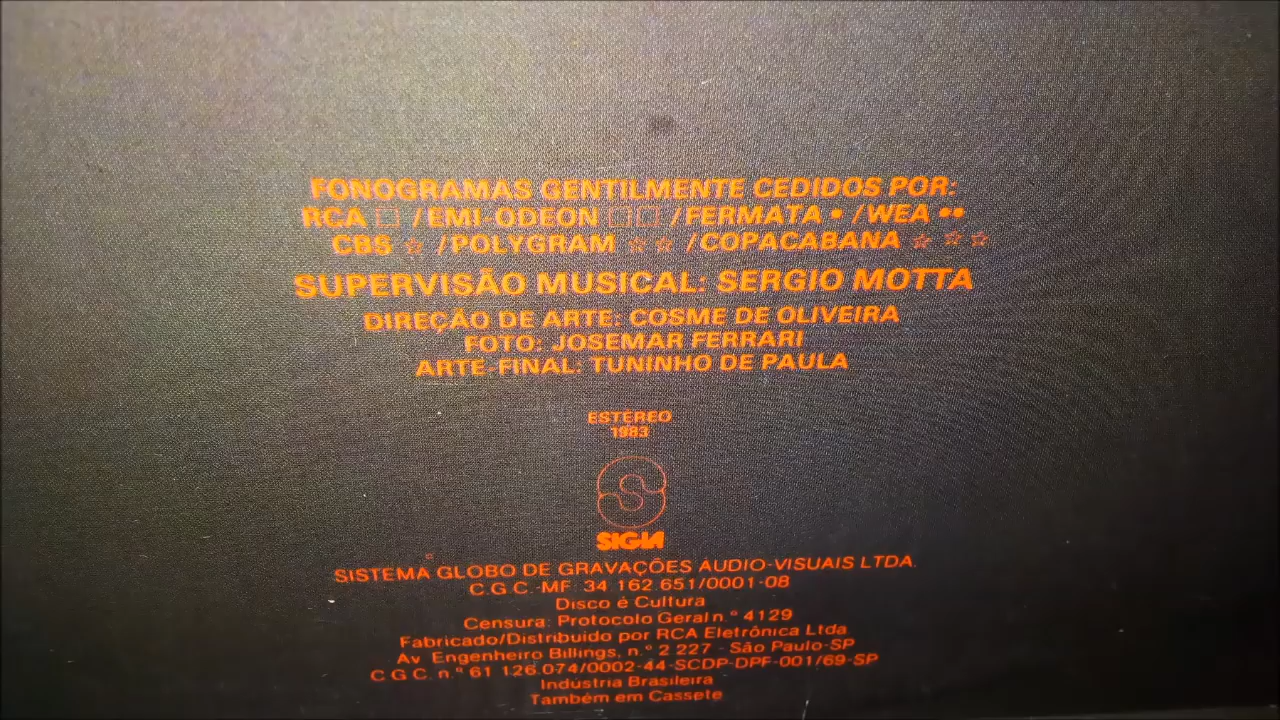 FONOGRAMAS GENTILMENTE CEDIDOS POR:
RCA □ /EMI-ODEON □□ /FERMATA • /WEA ••
CBS ☆ /POLYGRAM ☆☆ /COPACABANA ☆☆☆
SUPERVISÃO MUSICAL: SERGIO MOTTA
DIREÇÃO DE ARTE: COSME DE OLIVEIRA
FOTO: JOSEMAR FERRARI
ARTE-FINAL: TUNINHO DE PAULA
ESTÉREO
1983
SIGLA
SISTEMA GLOBO DE GRAVAÇÕES ÁUDIO-VISUAIS LTDA.
C.G.C.-MF. 34 162 651/0001-08
Disco é Cultura
Censura: Protocolo Geral n.º 4129
Fabricado/Distribuído por RCA Eletrônica Ltda.
Av. Engenheiro Billings, n.º 2 227 - São Paulo-SP
C G C. n.º 61 126.074/0002-44-SCDP-DPF-001/69-SP
Indústria Brasileira
Também em Cassete